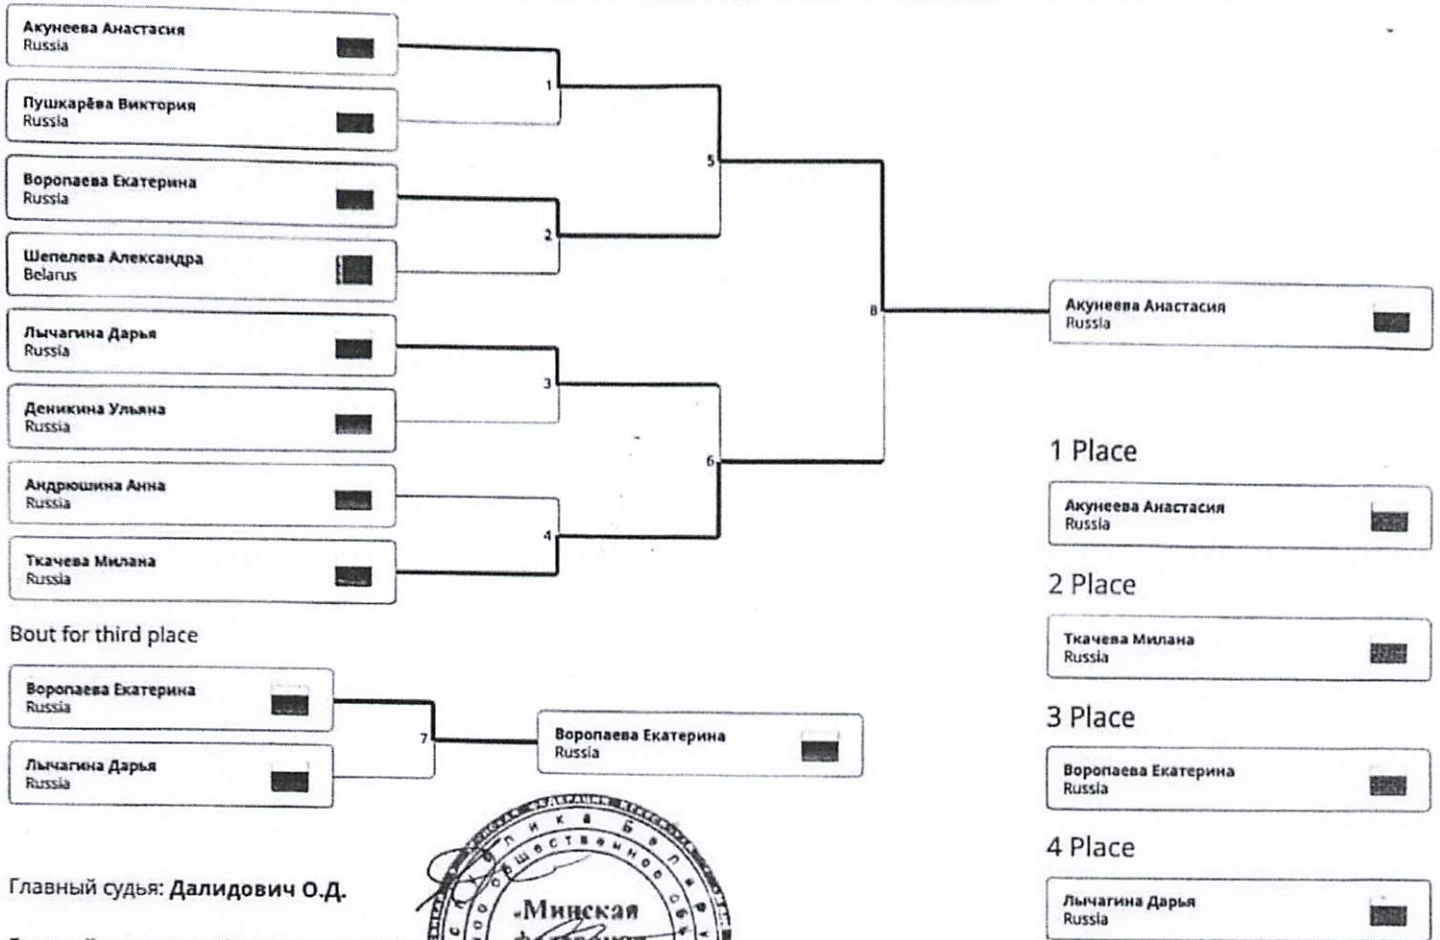 Акунеева Анастасия
Russia
Пушкарёва Виктория
Russia
Воропаева Екатерина
Russia
Шепелева Александра
Belarus
Лычагина Дарья
Russia
Деникина Ульяна
Russia
Андрюшина Анна
Russia
Ткачева Милана
Russia
1
2
3
4
5
6
8
Акунеева Анастасия
Russia
Bout for third place
Воропаева Екатерина
Russia
Лычагина Дарья
Russia
7
Воропаева Екатерина
Russia
1 Place
Акунеева Анастасия
Russia
2 Place
Ткачева Милана
Russia
3 Place
Воропаева Екатерина
Russia
4 Place
Лычагина Дарья
Russia
Главный судья: Далидович О.Д.
«Минская